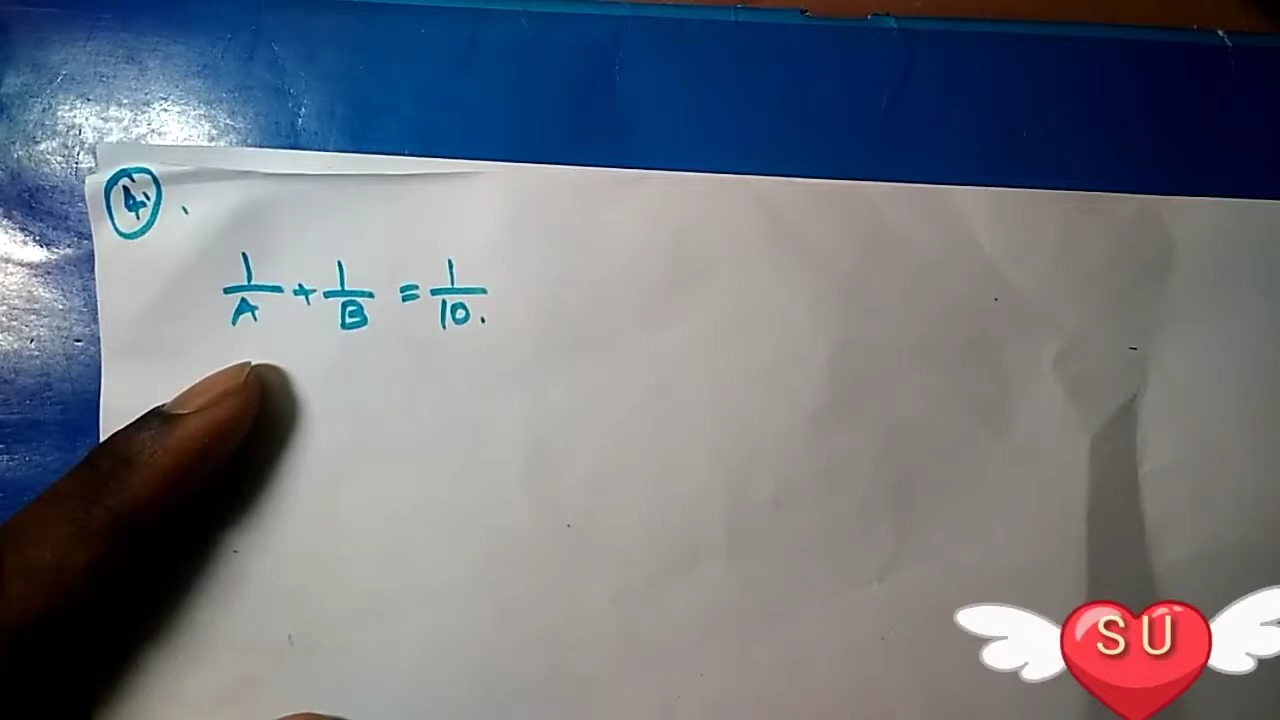 4.
1/A + 1/B = 1/10.
SU